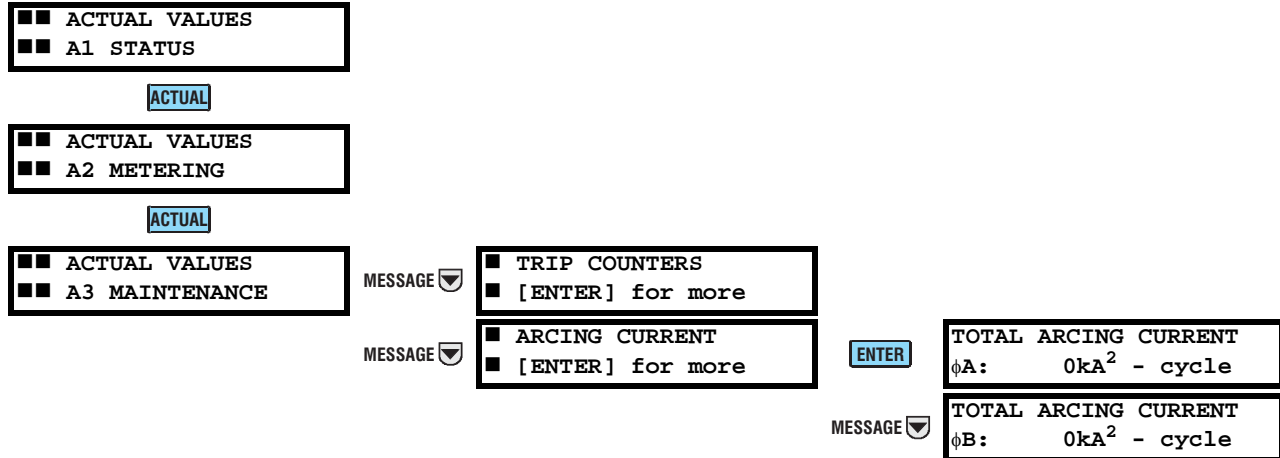 ■■ ACTUAL VALUES
■■ A1 STATUS
ACTUAL
■■ ACTUAL VALUES
■■ A2 METERING
ACTUAL
■■ ACTUAL VALUES
■■ A3 MAINTENANCE
MESSAGE
■ TRIP COUNTERS
■ [ENTER] for more
MESSAGE
■ ARCING CURRENT
■ [ENTER] for more
ENTER
TOTAL ARCING CURRENT
ϕA: 0kA² - cycle
MESSAGE
TOTAL ARCING CURRENT
ϕB: 0kA² - cycle